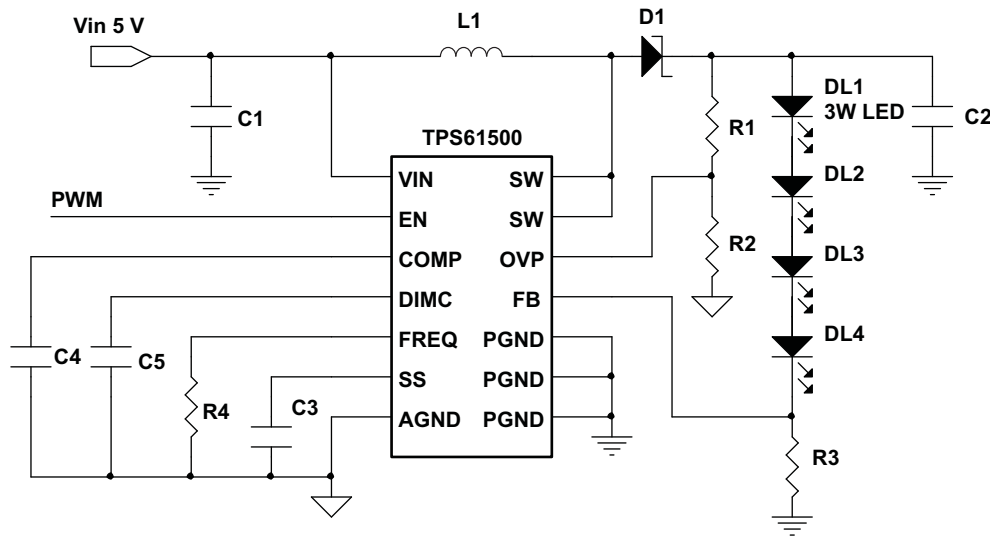 Vin 5 V
L1
D1
C1
R1
DL1
3W LED
C2
TPS61500
VIN
SW
PWM
EN
SW
DL2
R2
COMP
OVP
DL3
DIMC
FB
C4
C5
FREQ
PGND
DL4
R4
C3
SS
PGND
AGND
PGND
R3